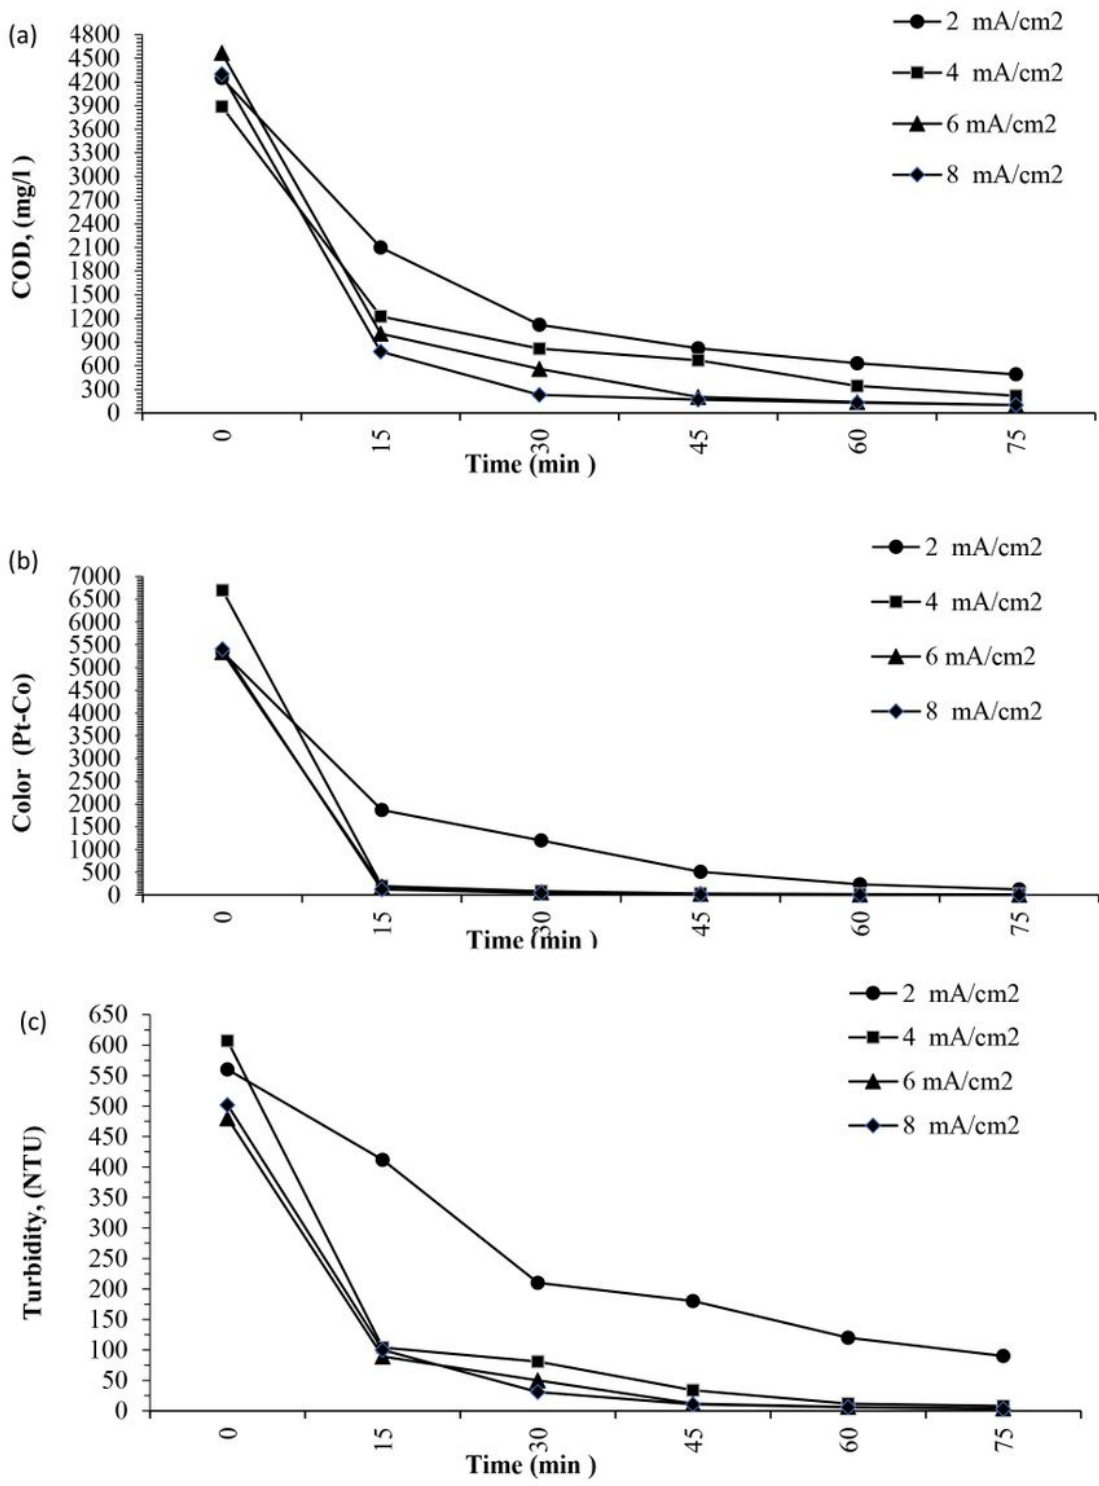 (a)
COD, (mg/l )
4800
4500
4200
3900
3600
3300
3000
2700
2400
2100
1800
1500
1200
900
600
300
0
2 mA/cm2
4 mA/cm2
6 mA/cm2
8 mA/cm2
0 15 30 45 60 75
Time (min )
(b)
Color (Pt-Co)
7000
6500
6000
5500
5000
4500
4000
3500
3000
2500
2000
1500
1000
500
0
2 mA/cm2
4 mA/cm2
6 mA/cm2
8 mA/cm2
0 15 30 45 60 75
Time (min )
(c)
Turbidity, (NTU)
650
600
550
500
450
400
350
300
250
200
150
100
50
0
2 mA/cm2
4 mA/cm2
6 mA/cm2
8 mA/cm2
0 15 30 45 60 75
Time (min )